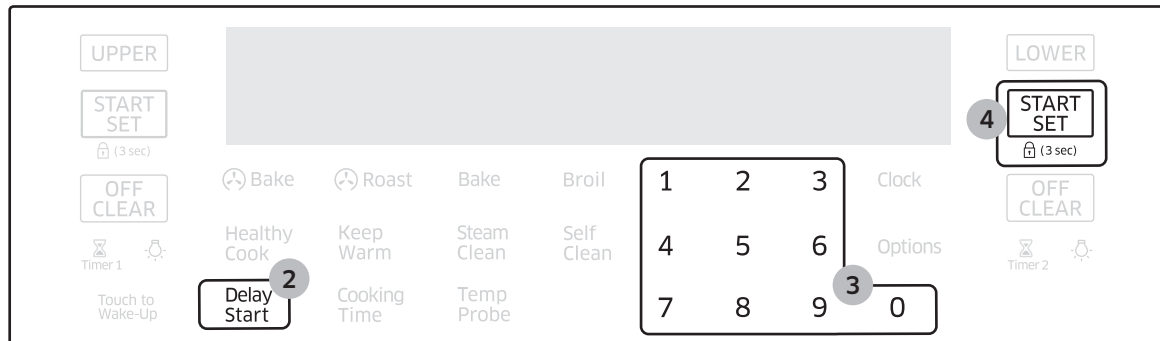 UPPER
START
SET
(3 sec)
OFF
CLEAR
Timer 1
Touch to
Wake-Up
Bake
Roast
Bake
Broil
Healthy
Cook
Keep
Warm
Steam
Clean
Self
Clean
2
Delay
Start
Cooking
Time
Temp
Probe
1 2 3
4 5 6
3
7 8 9 0
Clock
Options
LOWER
4
START
SET
(3 sec)
OFF
CLEAR
Timer 2